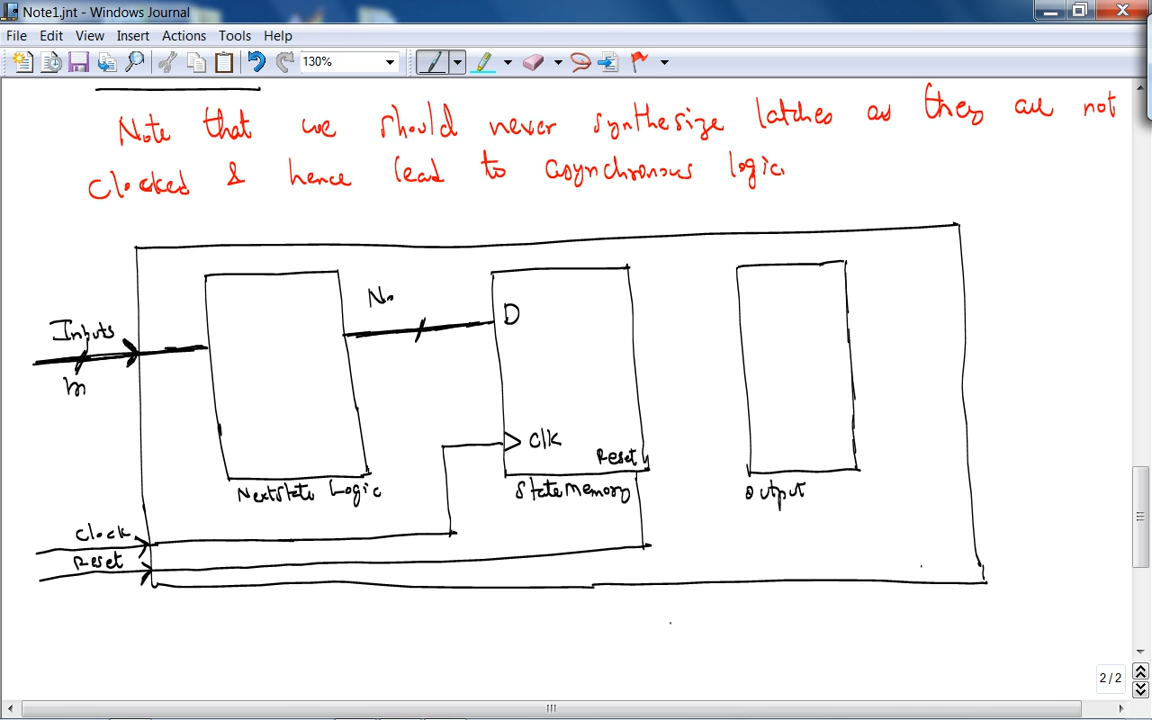 Note1.jnt - Windows Journal
File Edit View Insert Actions Tools Help
130%
Note that we should never synthesize latches as they are not
clocked & hence lead to asynchronous logic
Ne
Inputs
m
D
Clk
Reset
NextState Logic
StateMemory
Output
Clock
Reset
2 / 2